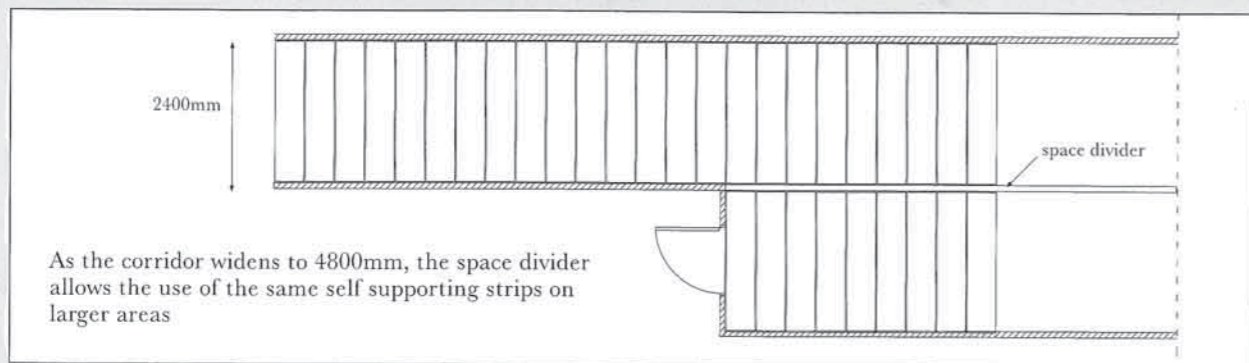 2400mm
space divider
As the corridor widens to 4800mm, the space divider
allows the use of the same self supporting strips on
larger areas